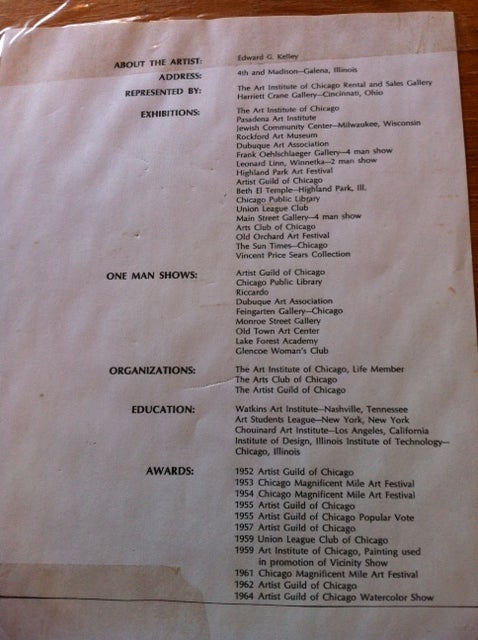 ABOUT THE ARTIST: Edward G. Kelley
ADDRESS: 4th and Madison—Galena, Illinois
REPRESENTED BY: The Art Institute of Chicago Rental and Sales Gallery
Harriett Crane Gallery—Cincinnati, Ohio
EXHIBITIONS: The Art Institute of Chicago
Pasadena Art Institute
Jewish Community Center—Milwaukee, Wisconsin
Rockford Art Museum
Dubuque Art Association
Frank Oehlschlaeger Gallery—4 man show
Leonard Linn, Winnetka—2 man show
Highland Park Art Festival
Artist Guild of Chicago
Beth El Temple—Highland Park, Ill.
Chicago Public Library
Union League Club
Main Street Gallery—4 man show
Arts Club of Chicago
Old Orchard Art Festival
The Sun Times—Chicago
Vincent Price Sears Collection
ONE MAN SHOWS: Artist Guild of Chicago
Chicago Public Library
Riccardo
Dubuque Art Association
Feingarten Gallery—Chicago
Monroe Street Gallery
Old Town Art Center
Lake Forest Academy
Glencoe Woman's Club
ORGANIZATIONS: The Art Institute of Chicago, Life Member
The Arts Club of Chicago
The Artist Guild of Chicago
EDUCATION: Watkins Art Institute—Nashville, Tennessee
Art Students League—New York, New York
Chouinard Art Institute—Los Angeles, California
Institute of Design, Illinois Institute of Technology—
Chicago, Illinois
AWARDS: 1952 Artist Guild of Chicago
1953 Chicago Magnificent Mile Art Festival
1954 Chicago Magnificent Mile Art Festival
1955 Artist Guild of Chicago
1955 Artist Guild of Chicago Popular Vote
1957 Artist Guild of Chicago
1959 Union League Club of Chicago
1959 Art Institute of Chicago, Painting used
in promotion of Vicinity Show
1961 Chicago Magnificent Mile Art Festival
1962 Artist Guild of Chicago
1964 Artist Guild of Chicago Watercolor Show